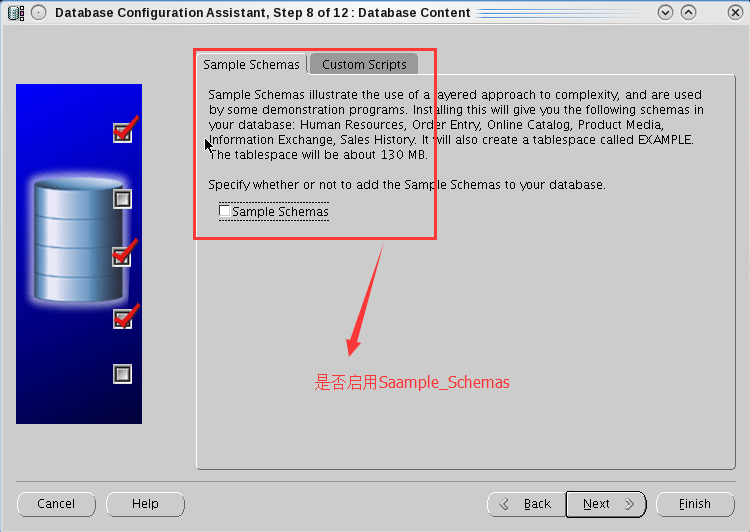 Database Configuration Assistant, Step 8 of 12 : Database Content
Sample Schemas
Custom Scripts
Sample Schemas illustrate the use of a layered approach to complexity, and are used
by some demonstration programs. Installing this will give you the following schemas in
your database: Human Resources, Order Entry, Online Catalog, Product Media,
Information Exchange, Sales History. It will also create a tablespace called EXAMPLE.
The tablespace will be about 130 MB.
Specify whether or not to add the Sample Schemas to your database.
Sample Schemas
是否启用Saample_Schemas
Cancel
Help
Back
Next
Finish